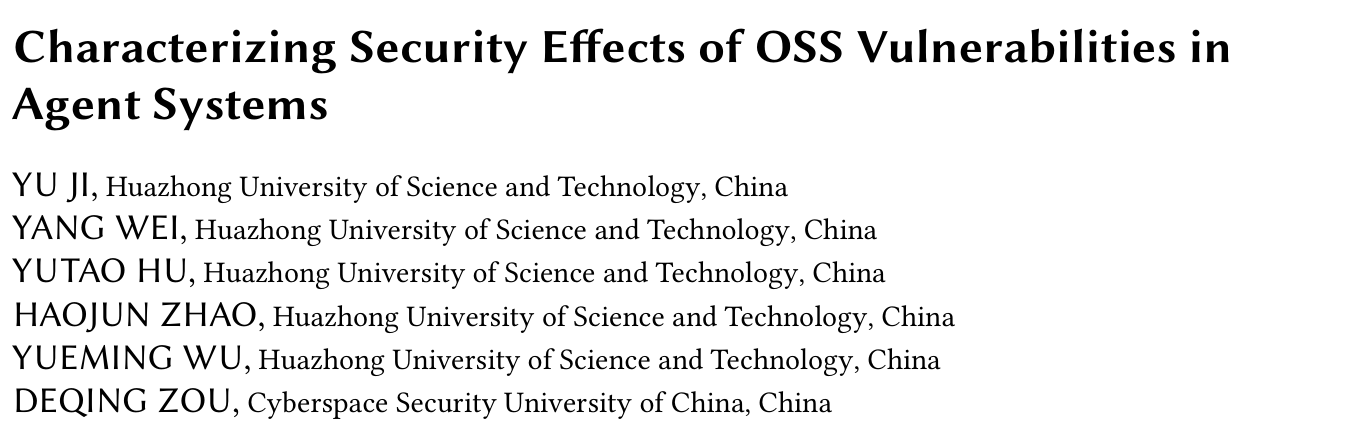 Characterizing Security Effects of OSS Vulnerabilities in
Agent Systems
YU JI, Huazhong University of Science and Technology, China
YANG WEI, Huazhong University of Science and Technology, China
YUTAO HU, Huazhong University of Science and Technology, China
HAOJUN ZHAO, Huazhong University of Science and Technology, China
YUEMING WU, Huazhong University of Science and Technology, China
DEQING ZOU, Cyberspace Security University of China, China